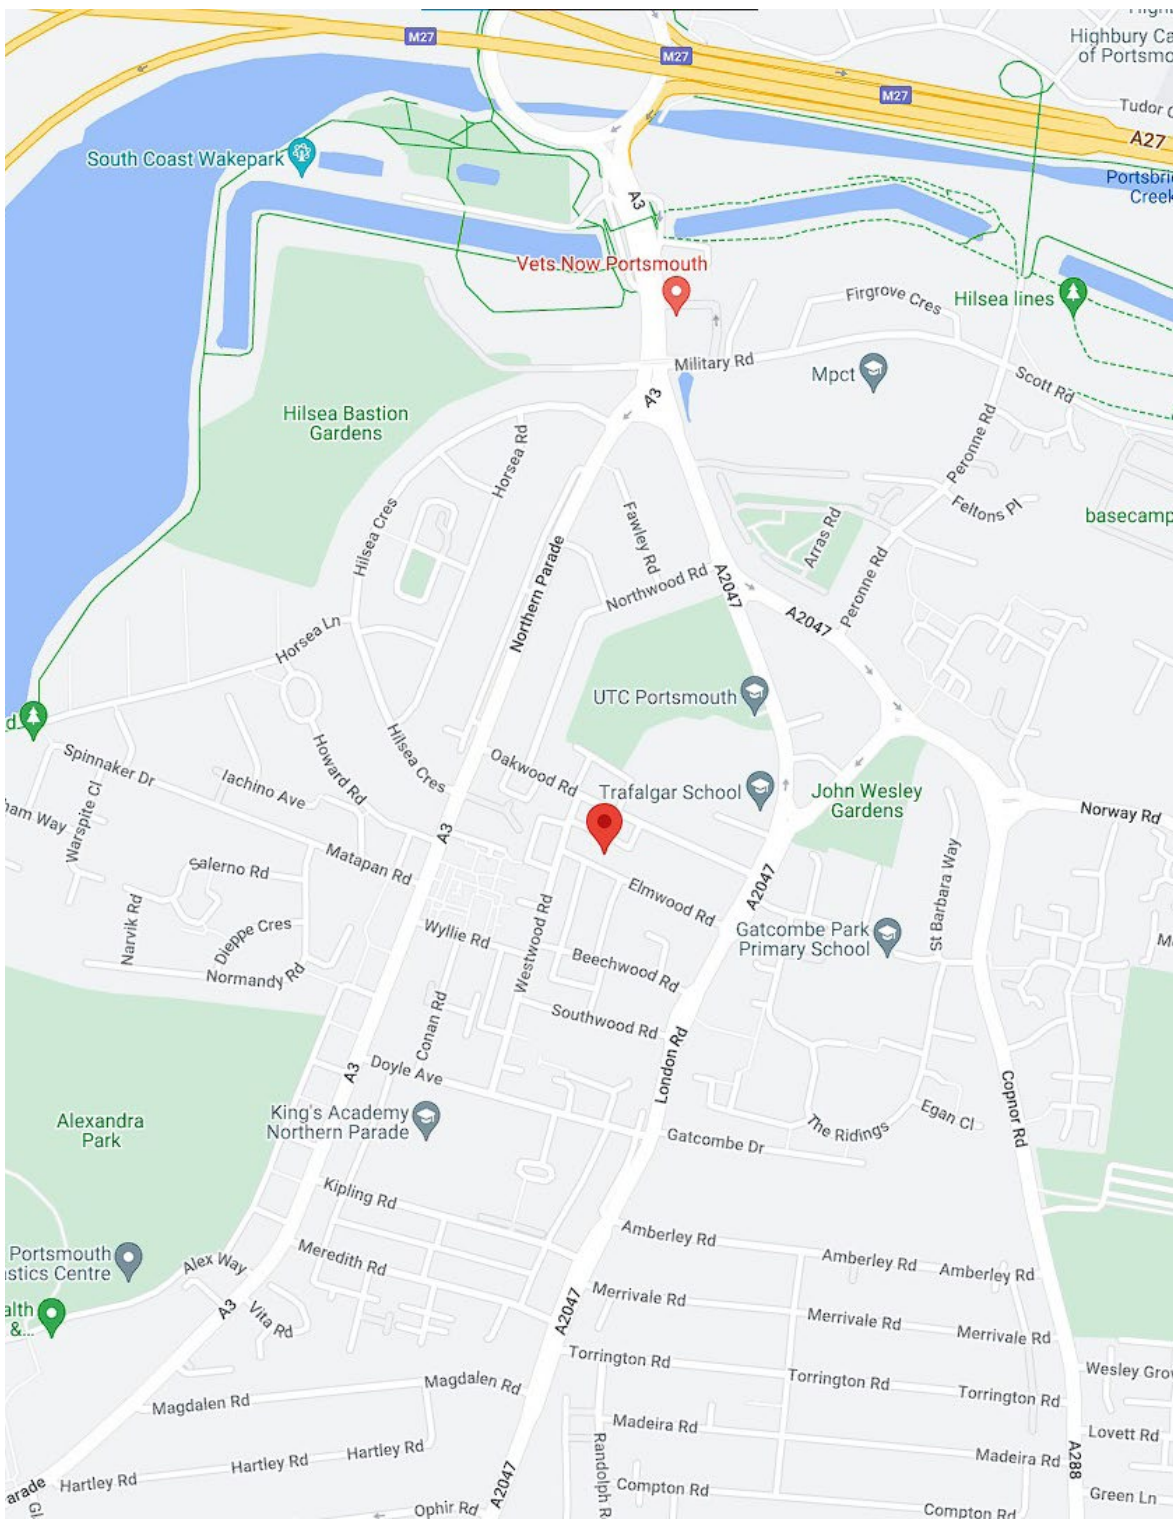 M27
M27
M27
Highbury Ca
of Portsmo
Tudor C
A27
South Coast Wakepark
A3
Portsbri
Creek
Vets Now Portsmouth
Firgrove Cres
Hilsea lines
Military Rd
Mpct
Scott Rd
A3
Hilsea Bastion
Gardens
Horsea Rd
Peronne Rd
Feltons Pl
basecamp
Hilsea Cres
Fawley Rd
Arras Rd
Northern Parade
Northwood Rd
A2047
A2047
Peronne Rd
Horsea Ln
UTC Portsmouth
d.
Spinnaker Dr
Howard Rd
Hilsea Cres
Oakwood Rd
Iachino Ave
Trafalgar School
John Wesley
Gardens
Norway Rd
ham Way
Warspite Cl
A3
Matapan Rd
Salerno Rd
Elmwood Rd
A2047
St Barbara Way
Narvik Rd
Dieppe Cres
Wyllie Rd
Westwood Rd
Gatcombe Park
Primary School
Normandy Rd
Beechwood Rd
Conan Rd
Southwood Rd
London Rd
A3
Doyle Ave
Copnor Rd
Alexandra
Park
King's Academy
Northern Parade
Egan Cl
The Ridings
Gatcombe Dr
Kipling Rd
Amberley Rd
Amberley Rd
Amberley Rd
Portsmouth
astics Centre
Alex Way
Meredith Rd
Merrivale Rd
Merrivale Rd
Merrivale Rd
alth
&...
A3
Vita Rd
A2047
Torrington Rd
Torrington Rd
Torrington Rd
Wesley Gro
Magdalen Rd
Magdalen Rd
Madeira Rd
Madeira Rd
Lovett Rd
Hartley Rd
Hartley Rd
Hartley Rd
Randolph R
A288
arade
A2047
Compton Rd
Compton Rd
Green Ln
Ophir Rd